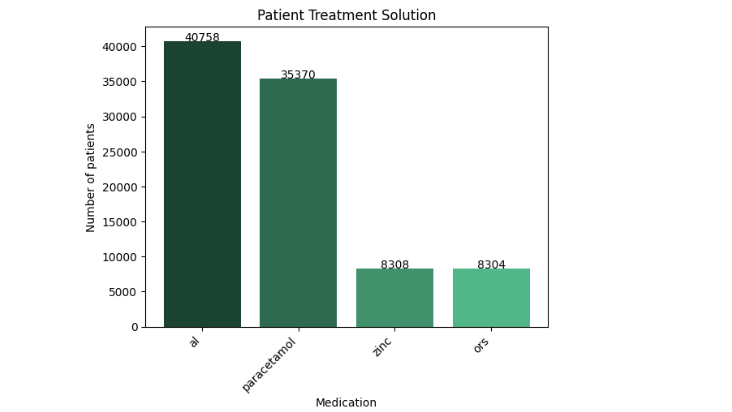 Patient Treatment Solution
40758
35370
8308
8304
40000
35000
30000
25000
20000
15000
10000
5000
0
Number of patients
al
paracetamol
zinc
ors
Medication